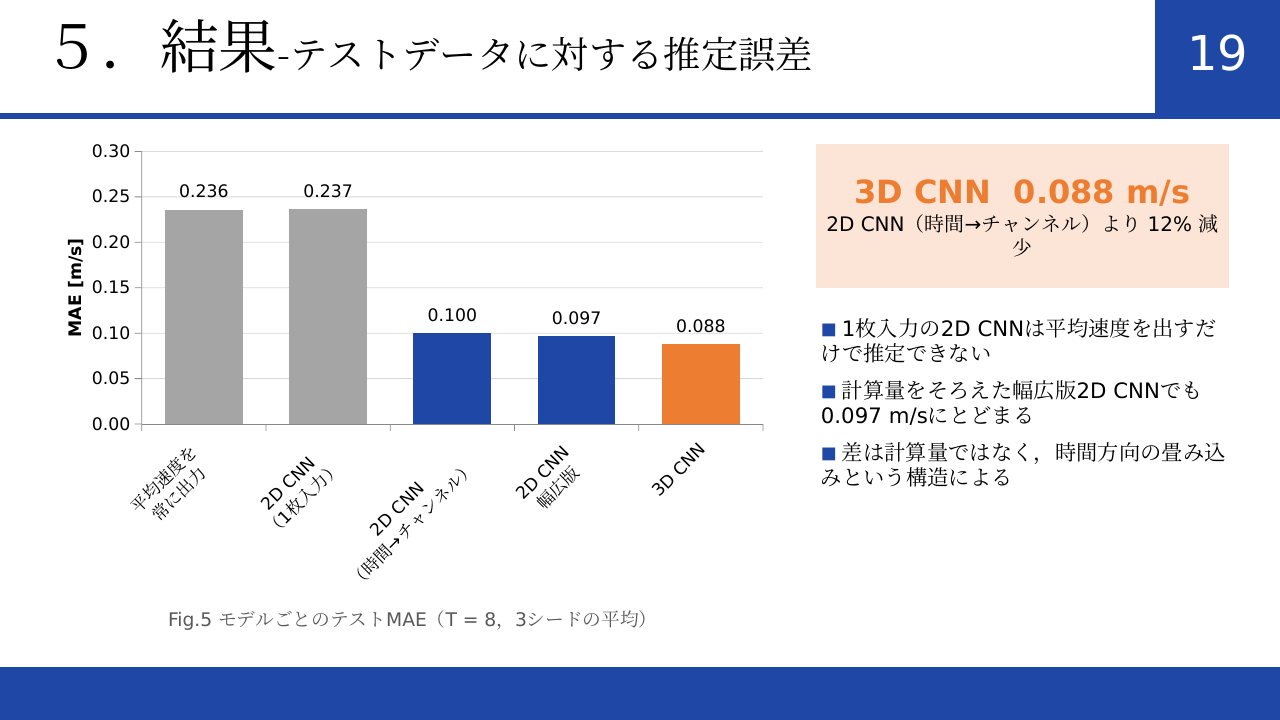 5．結果-テストデータに対する推定誤差
19
0.30
0.25
0.20
0.15
0.10
0.05
0.00
MAE [m/s]
0.236
0.237
0.100
0.097
0.088
平均速度を
常に出力
2D CNN
（1枚入力）
2D CNN
（時間→チャンネル）
2D CNN
幅広版
3D CNN
Fig.5 モデルごとのテストMAE（T = 8，3シードの平均）
3D CNN 0.088 m/s
2D CNN（時間→チャンネル）より 12% 減
少
■ 1枚入力の2D CNNは平均速度を出すだ
けで推定できない
■ 計算量をそろえた幅広版2D CNNでも
0.097 m/sにとどまる
■ 差は計算量ではなく，時間方向の畳み込
みという構造による